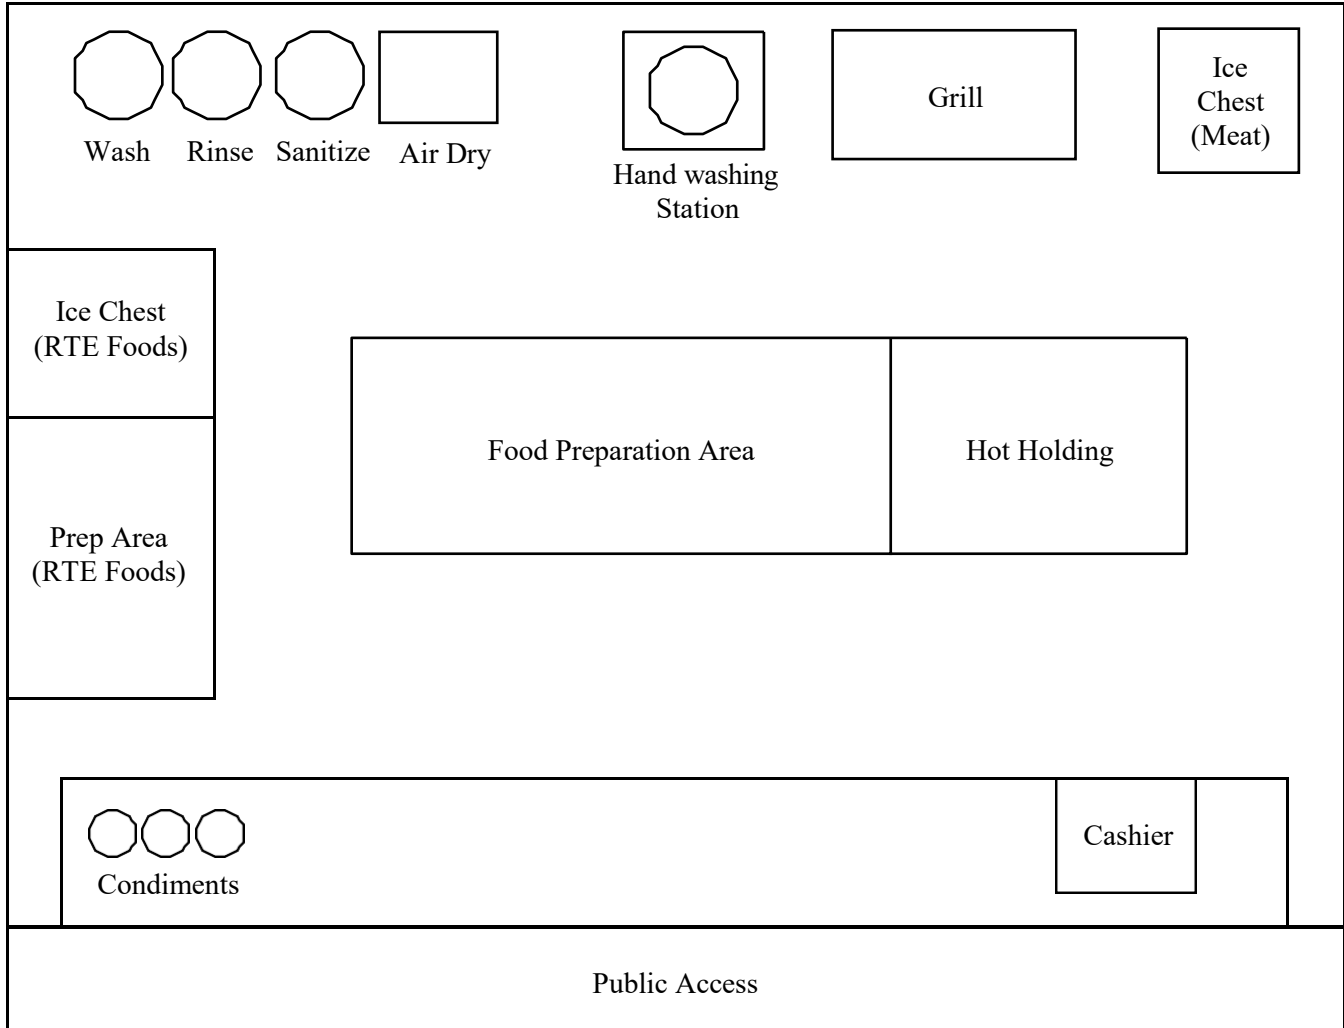 Wash
Rinse
Sanitize
Air Dry
Hand washing
Station
Grill
Ice
Chest
(Meat)
Ice Chest
(RTE Foods)
Prep Area
(RTE Foods)
Food Preparation Area
Hot Holding
Condiments
Cashier
Public Access